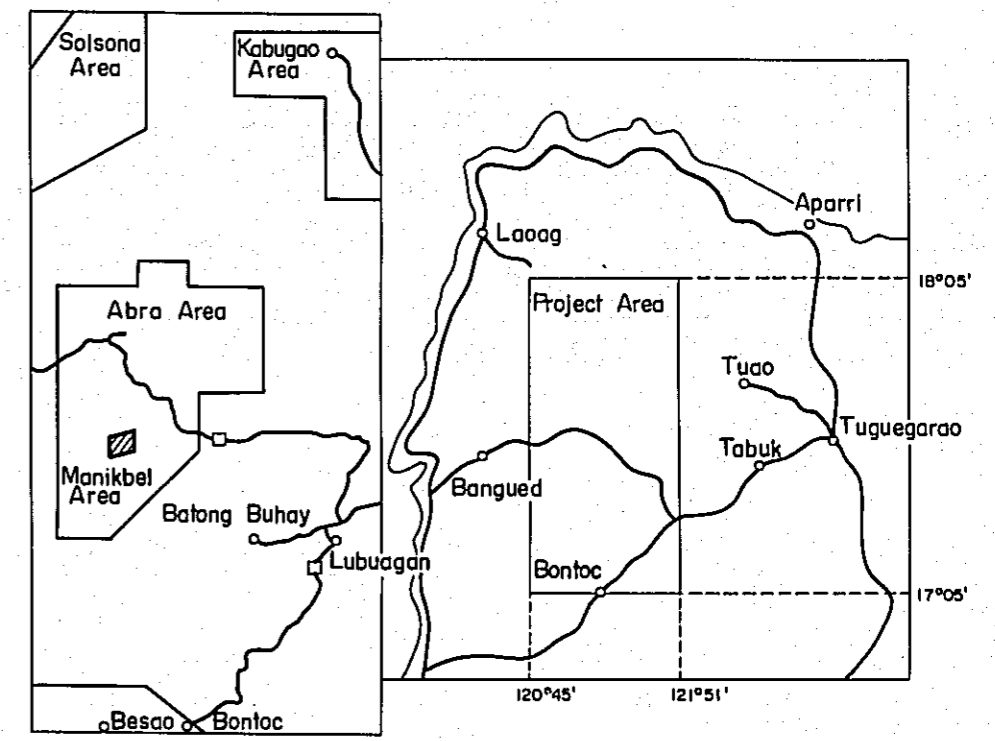 Solsona
Area
Kabugao
Area
Abra Area
Manikbel
Area
Batong Buhay
Lubuagan
Besao
Bontoc
Aparri
Laoag
18°05'
Project Area
Tuao
Tuguegarao
Tabuk
Bangued
Bontoc
17°05'
120°45'
121°51'